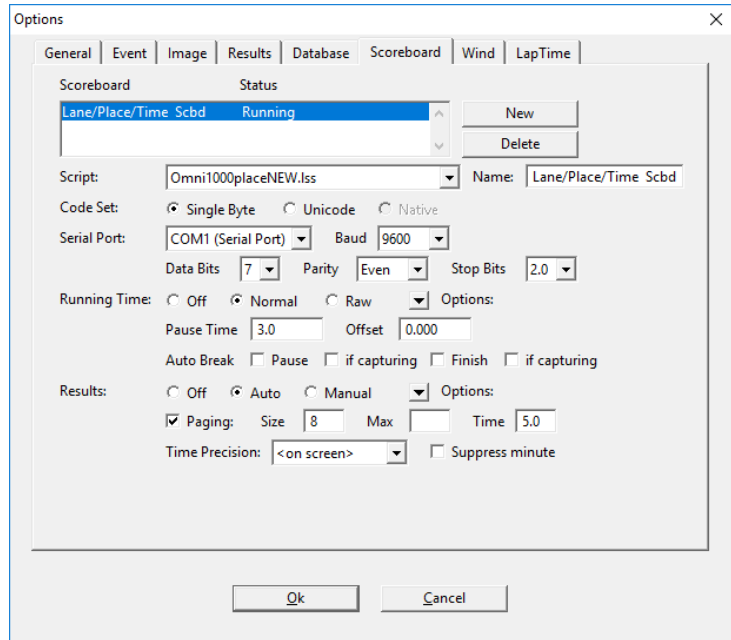 Options
General Event Image Results Database Scoreboard Wind LapTime
Scoreboard Status
Lane/Place/Time Scbd Running
New
Delete
Script: Omni1000placeNEW.lss Name: Lane/Place/Time Scbd
Code Set: Single Byte Unicode Native
Serial Port: COM1 (Serial Port) Baud 9600
Data Bits 7 Parity Even Stop Bits 2.0
Running Time: Off Normal Raw Options:
Pause Time 3.0 Offset 0.000
Auto Break Pause if capturing Finish if capturing
Results: Off Auto Manual Options:
Paging: Size 8 Max Time 5.0
Time Precision: <on screen> Suppress minute
Ok Cancel